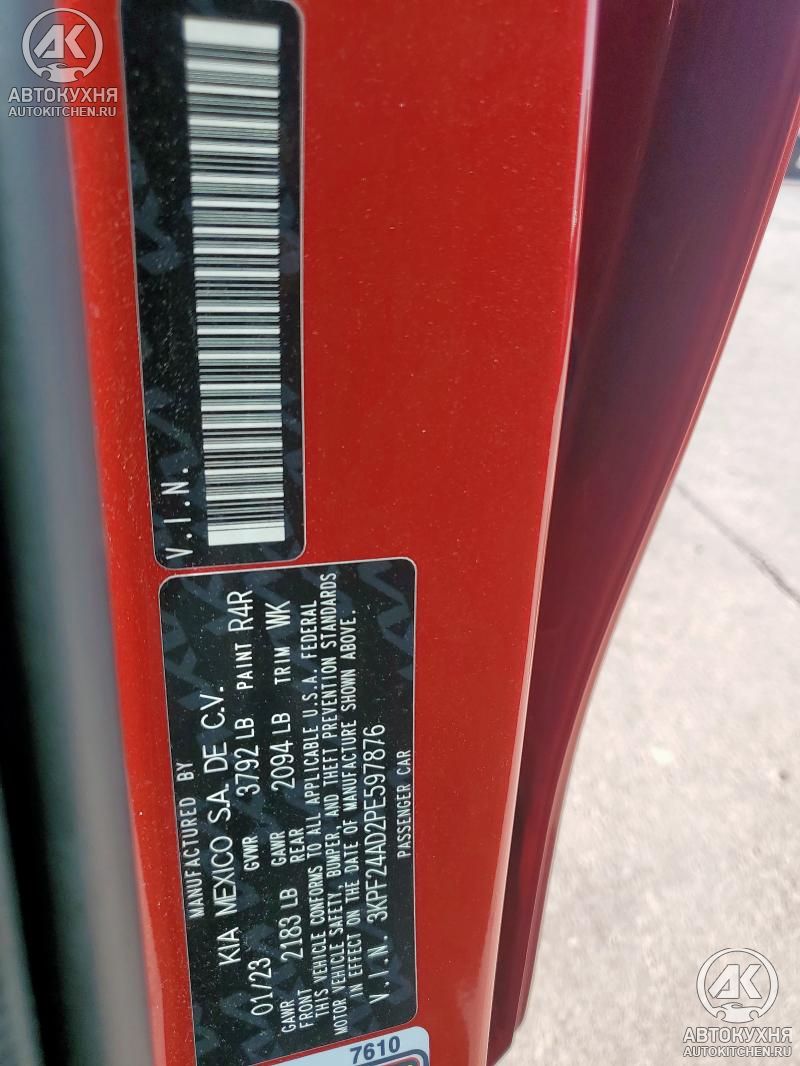 АВТОКУХНЯ
AUTOKITCHEN.RU
V.I.N.
MANUFACTURED BY
KIA MEXICO S.A. DE C.V.
01/23 GVWR 3792 LB PAINT R4R
GAWR FRONT 2183 LB GAWR REAR 2094 LB TRIM WK
THIS VEHICLE CONFORMS TO ALL APPLICABLE U.S.A. FEDERAL
MOTOR VEHICLE SAFETY, BUMPER, AND THEFT PREVENTION STANDARDS
IN EFFECT ON THE DATE OF MANUFACTURE SHOWN ABOVE.
V.I.N. 3KPF24AD2PE597876
PASSENGER CAR
7610
AK
АВТОКУХНЯ
AUTOKITCHEN.RU